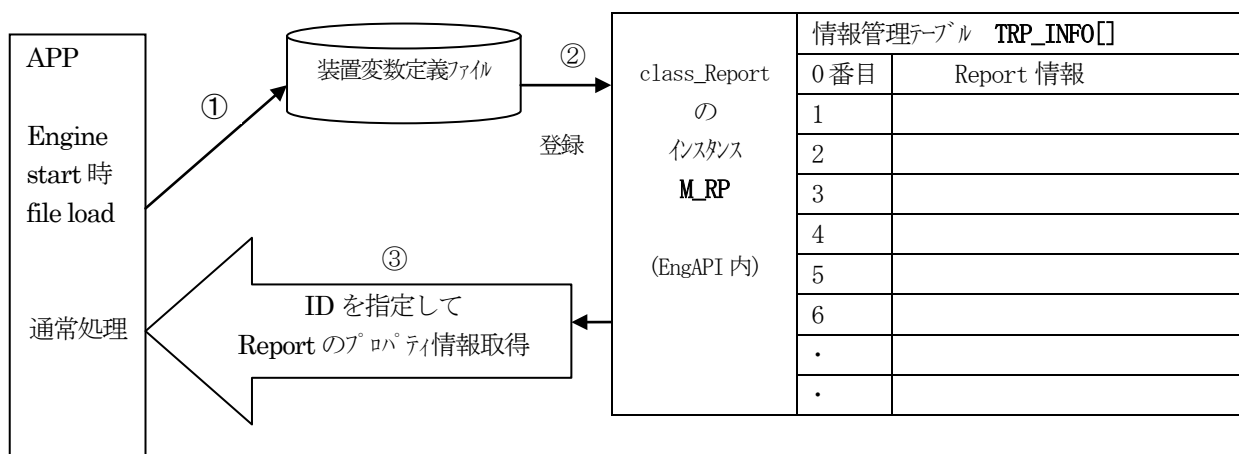 APP
Engine
start 時
file load
通常処理
①
装置変数定義ファイル
②
登録
③
ID を指定して
Report のプロパティ情報取得
class_Report
の
インスタンス
M_RP
(EngAPI 内)
情報管理テーブル TRP_INFO[]
0番目 Report 情報
1
2
3
4
5
6
・
・